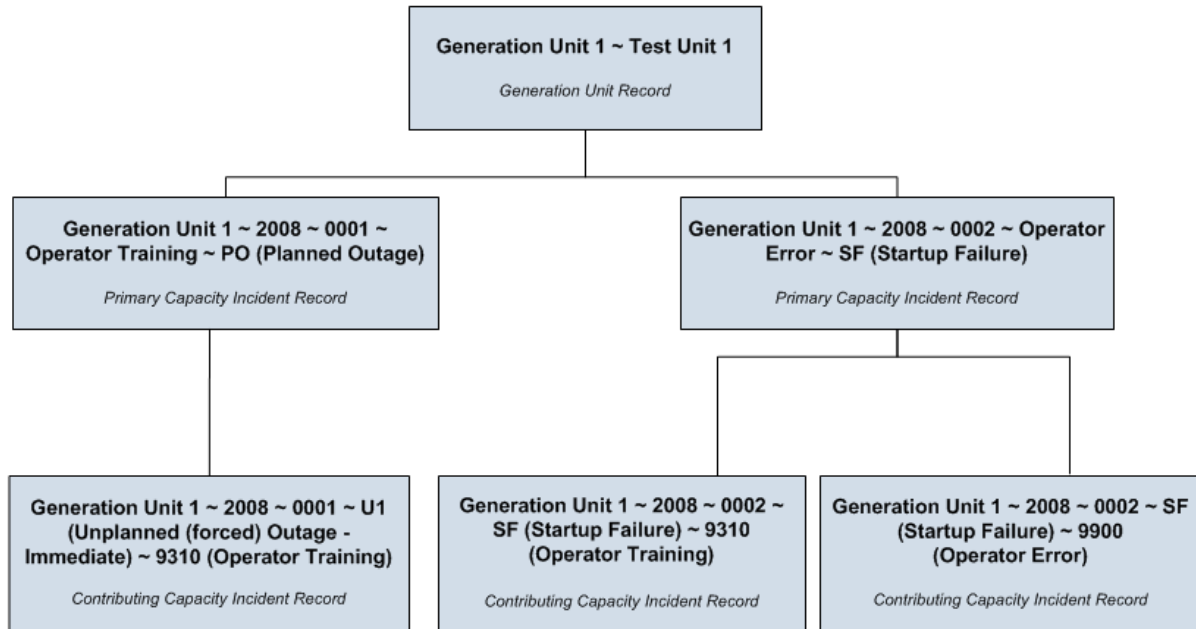 Generation Unit 1 ~ Test Unit 1
Generation Unit Record
Generation Unit 1 ~ 2008 ~ 0001 ~
Operator Training ~ PO (Planned Outage)
Primary Capacity Incident Record
Generation Unit 1 ~ 2008 ~ 0002 ~ Operator
Error ~ SF (Startup Failure)
Primary Capacity Incident Record
Generation Unit 1 ~ 2008 ~ 0001 ~ U1
(Unplanned (forced) Outage -
Immediate) ~ 9310 (Operator Training)
Contributing Capacity Incident Record
Generation Unit 1 ~ 2008 ~ 0002 ~
SF (Startup Failure) ~ 9310
(Operator Training)
Contributing Capacity Incident Record
Generation Unit 1 ~ 2008 ~ 0002 ~ SF
(Startup Failure) ~ 9900
(Operator Error)
Contributing Capacity Incident Record